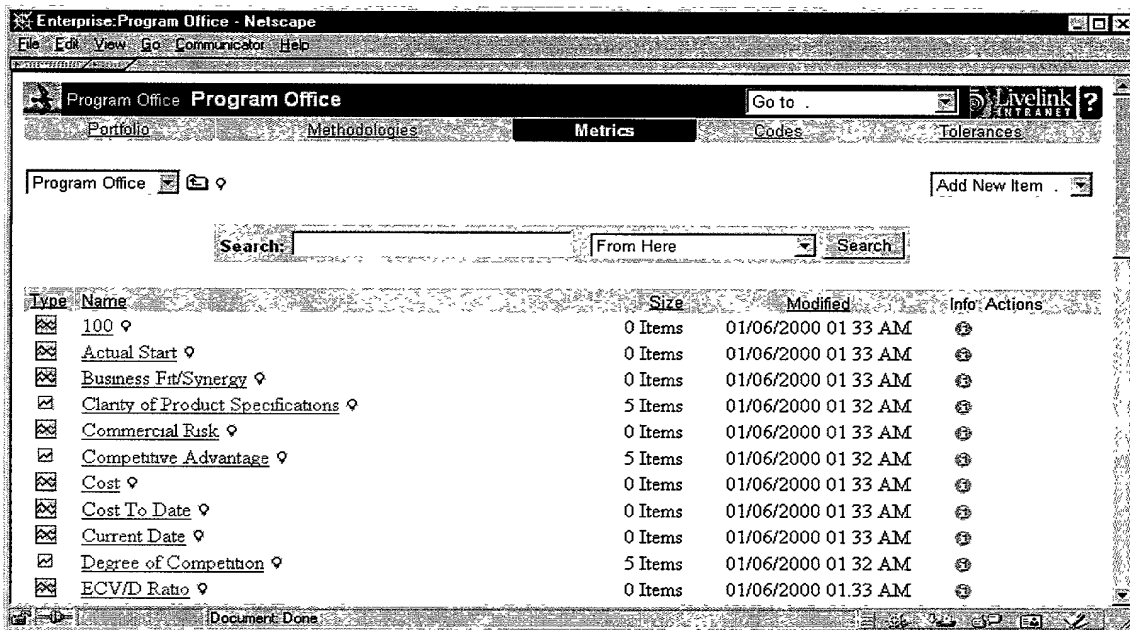 Enterprise:Program Office - Netscape
File Edit View Go Communicator Help
Program Office Program Office Go to . Livelink INTRANET ?
Portfolio Methodologies Metrics Codes Tolerances
Program Office Add New Item .
Search: From Here Search
Type Name Size Modified Info Actions
100 0 Items 01/06/2000 01 33 AM
Actual Start 0 Items 01/06/2000 01 33 AM
Business Fit/Synergy 0 Items 01/06/2000 01 33 AM
Clarity of Product Specifications 5 Items 01/06/2000 01 32 AM
Commercial Risk 0 Items 01/06/2000 01 33 AM
Competitive Advantage 5 Items 01/06/2000 01 32 AM
Cost 0 Items 01/06/2000 01 33 AM
Cost To Date 0 Items 01/06/2000 01 33 AM
Current Date 0 Items 01/06/2000 01 33 AM
Degree of Competition 5 Items 01/06/2000 01 32 AM
ECV/D Ratio 0 Items 01/06/2000 01.33 AM
Document: Done